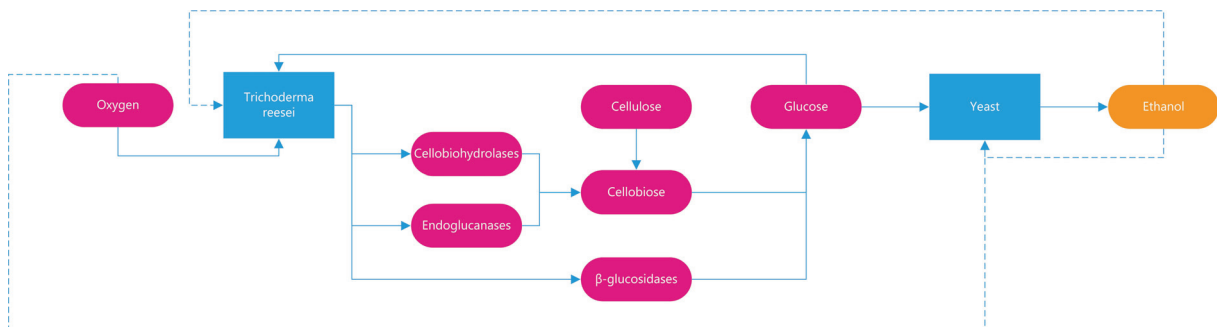 Oxygen
Trichoderma
reesei
Cellulose
Glucose
Yeast
Ethanol
Cellobiohydrolases
Cellobiose
Endoglucanases
β-glucosidases